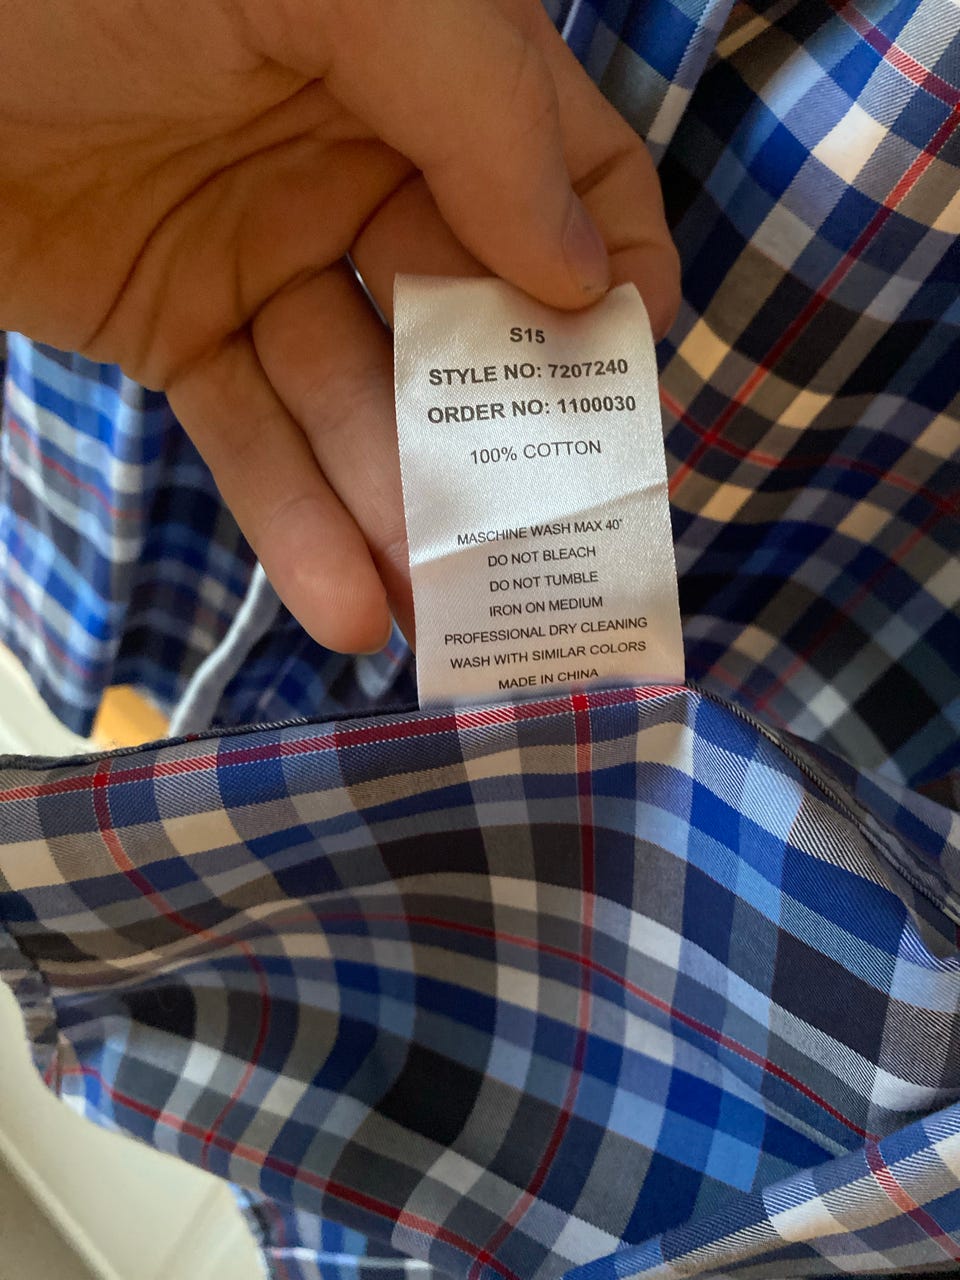 S15
STYLE NO: 7207240
ORDER NO: 1100030
100% COTTON
MASCHINE WASH MAX 40°
DO NOT BLEACH
DO NOT TUMBLE
IRON ON MEDIUM
PROFESSIONAL DRY CLEANING
WASH WITH SIMILAR COLORS
MADE IN CHINA